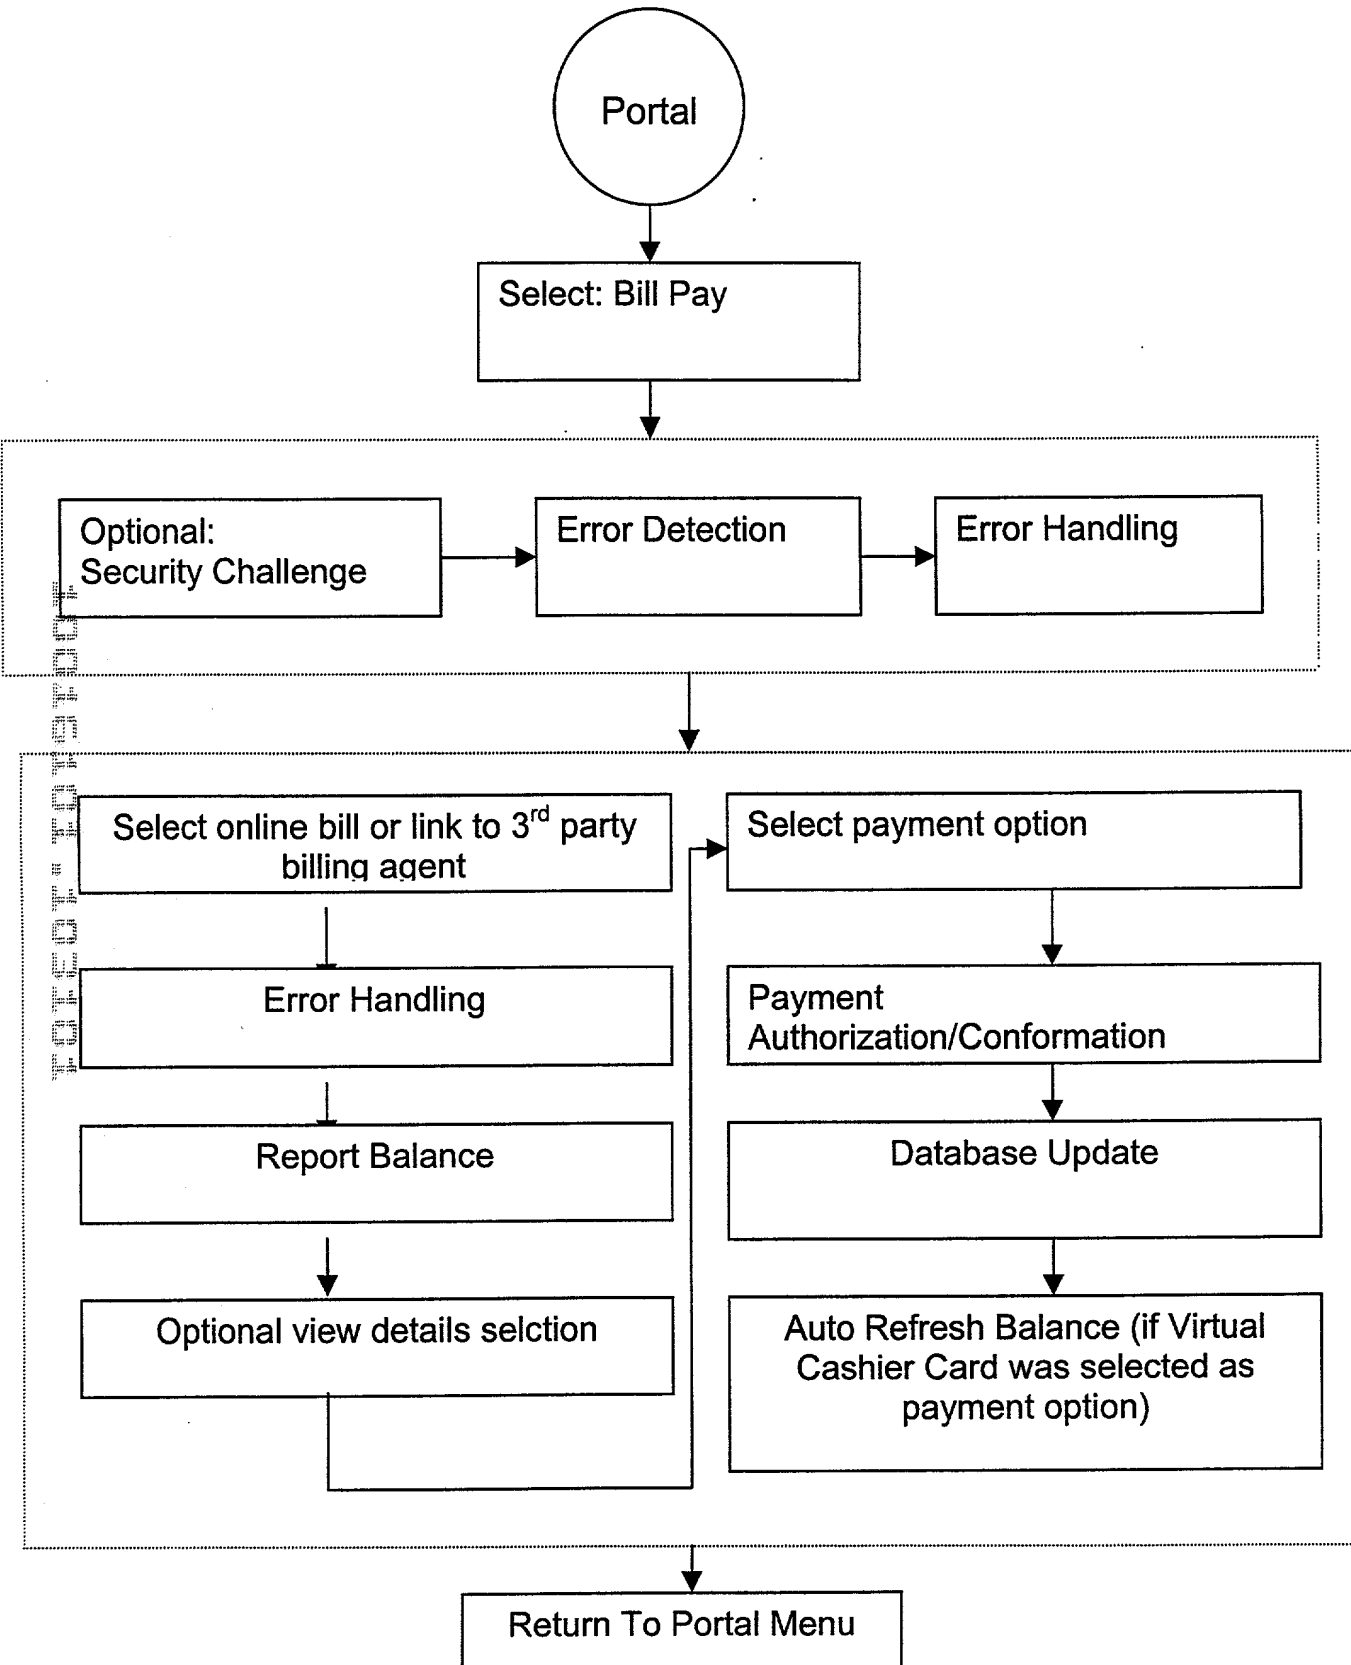 Portal
Select: Bill Pay
Optional:
Security Challenge
Error Detection
Error Handling
Select online bill or link to 3rd party
billing agent
Error Handling
Report Balance
Optional view details selction
Select payment option
Payment
Authorization/Conformation
Database Update
Auto Refresh Balance (if Virtual
Cashier Card was selected as
payment option)
Return To Portal Menu